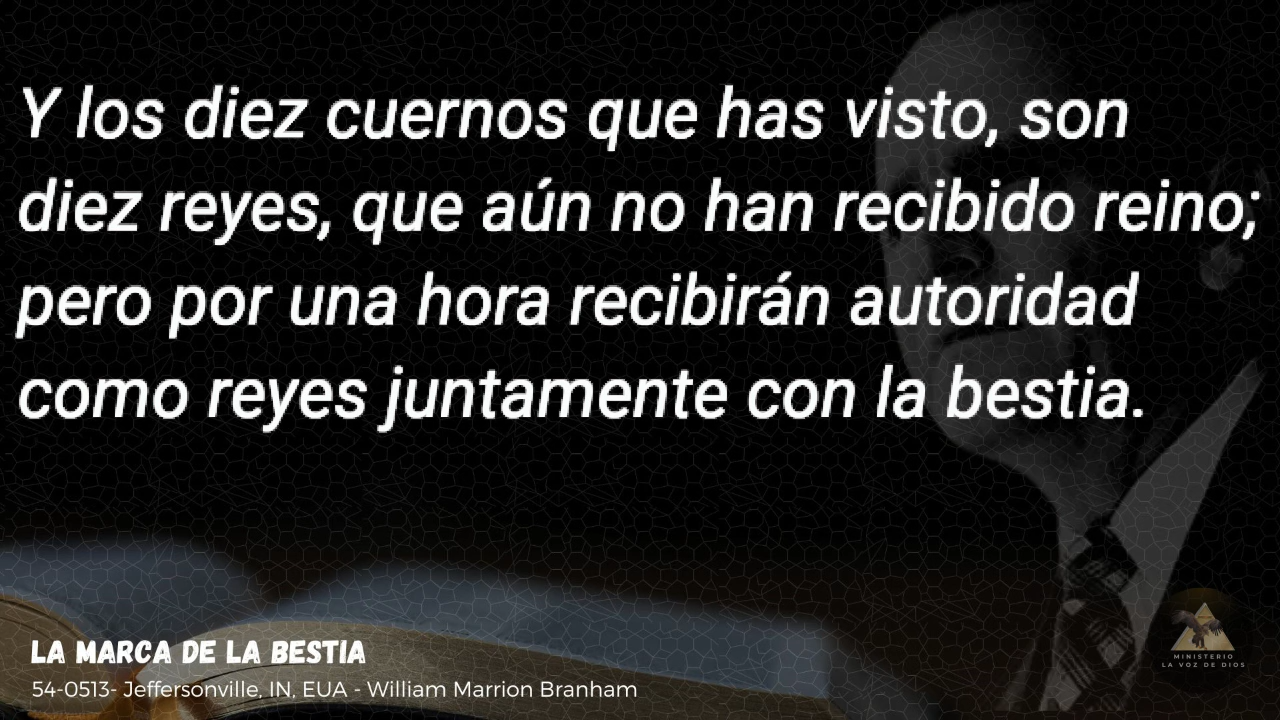 Y los diez cuernos que has visto, son
diez reyes, que aún no han recibido reino;
pero por una hora recibirán autoridad
como reyes juntamente con la bestia.
LA MARCA DE LA BESTIA
54-0513- Jeffersonville, IN, EUA - William Marrion Branham
MINISTERIO
LA VOZ DE DIOS